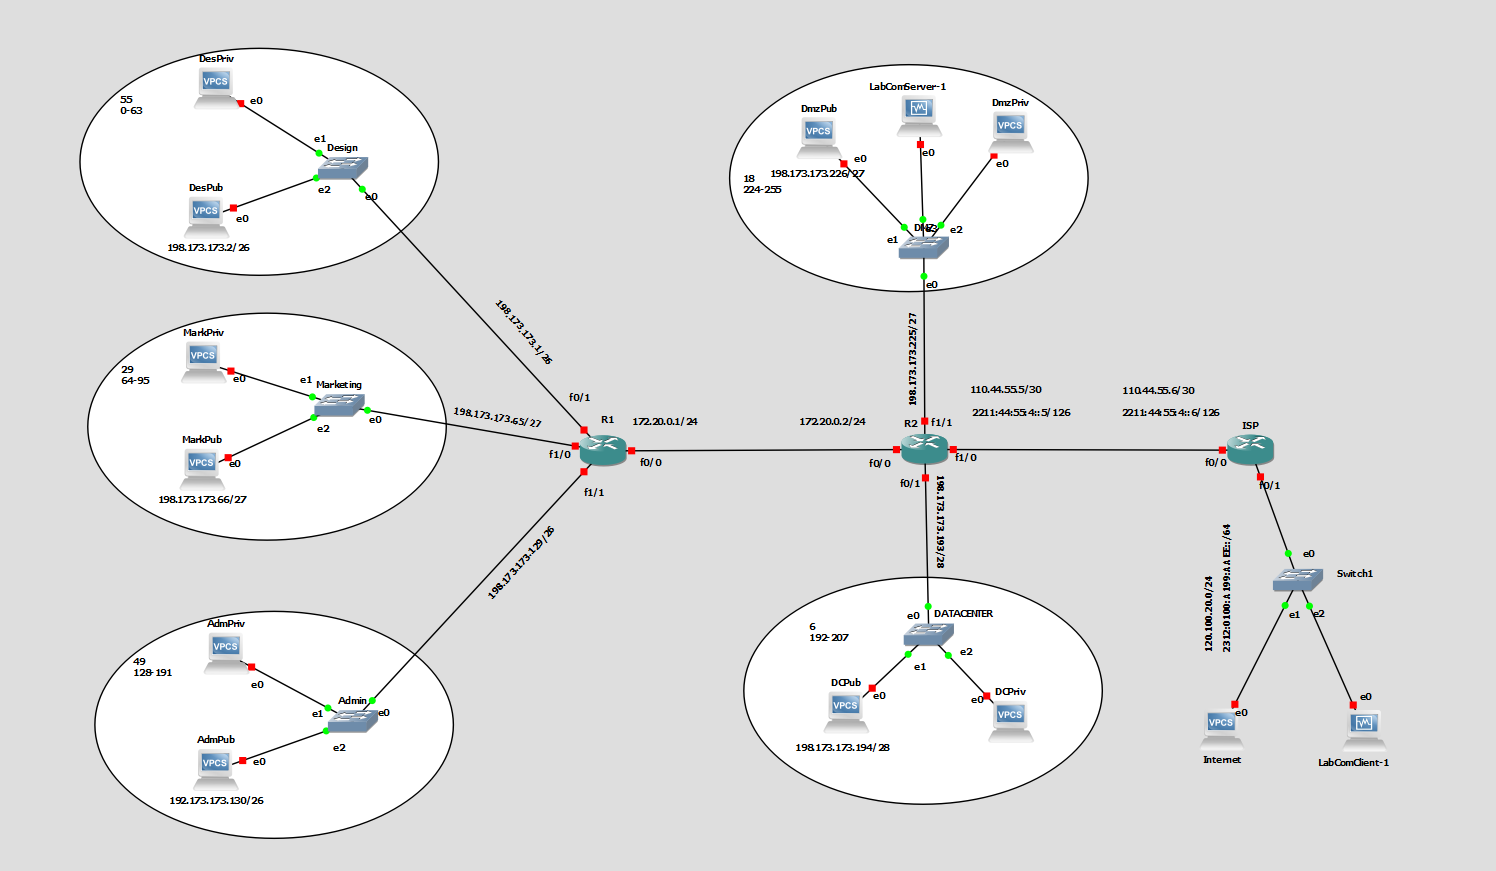 DesPriv
VPCS
e0
55
0-63
e1
Design
DesPub
VPCS
e2
e0
e0
198.173.173.2/26
198.173.173.1/26
MarkPriv
VPCS
e0
29
64-95
e1
Marketing
e2
e0
MarkPub
VPCS
e0
198.173.173.66/27
198.173.173.65/27
AdmPriv
VPCS
e0
49
128-191
Admin
e1
e0
e2
AdmPub
VPCS
e0
192.173.173.130/26
198.173.173-129/26
f0/1
R1
f1/0
f0/0
f1/1
172.20.0.1/24
172.20.0.2/24
LabComServer-1
DmzPub
VPCS
DmzPriv
VPCS
e0
e0
e0
198.173.173.226/27
18
224-255
DMZ
e3
e1
e2
e0
198.173.173.225/27
R2
f1/1
f0/0
f1/0
f0/1
110.44.55.5/30
2211:44:55:4::5/126
110.44.55.6/30
2211:44:55:4::6/126
198.173.173.193/28
6
192-207
e0
DATACENTER
e1
e2
DCPub
VPCS
e0
e0
DCPriv
VPCS
198.173.173.194/28
ISP
f0/0
f0/1
120.100.20.0/24
2312:0100:A199:AAEE::/64
e0
Switch1
e1
e2
e0
e0
VPCS
Internet
LabComClient-1